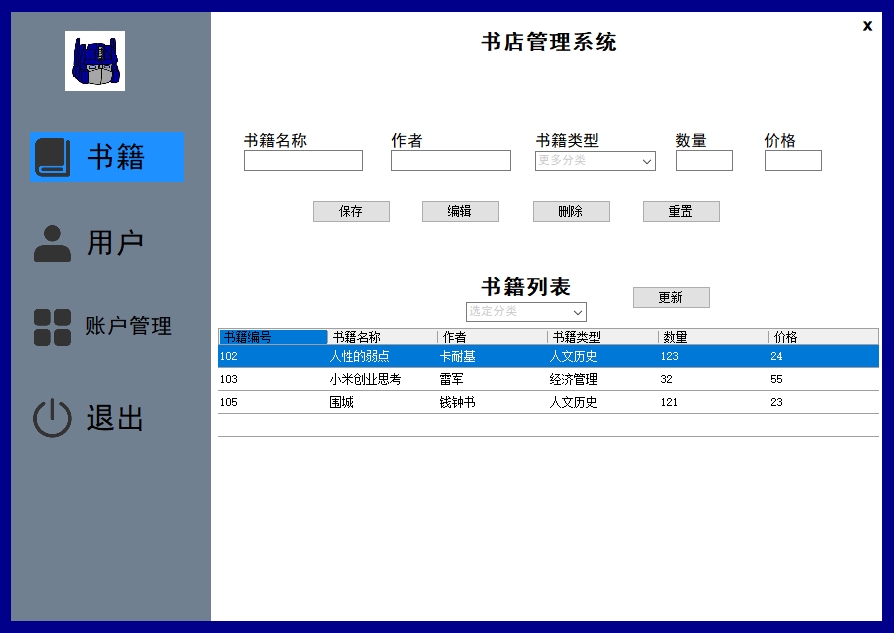 书店管理系统
x
书籍
用户
账户管理
退出
书籍名称 作者 书籍类型 数量 价格
更多分类
保存 编辑 删除 重置
书籍列表
更新
选定分类
书籍编号 书籍名称 作者 书籍类型 数量 价格
102 人性的弱点 卡耐基 人文历史 123 24
103 小米创业思考 雷军 经济管理 32 55
105 围城 钱钟书 人文历史 121 23